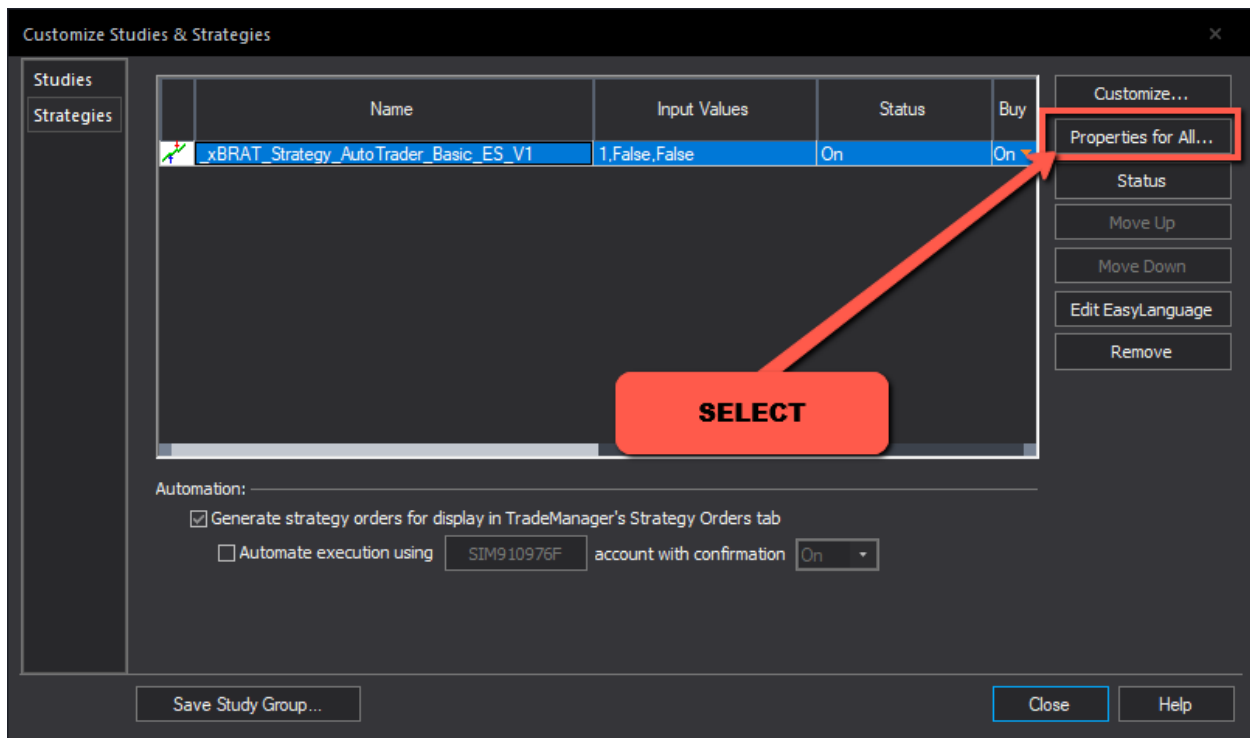 Customize Studies & Strategies
Studies
Strategies
Name Input Values Status Buy
_xBRAT_Strategy_AutoTrader_Basic_ES_V1 1,False,False On On
Customize...
Properties for All...
Status
Move Up
Move Down
Edit EasyLanguage
Remove
SELECT
Automation:
Generate strategy orders for display in TradeManager's Strategy Orders tab
Automate execution using SIM910976F account with confirmation On
Save Study Group... Close Help